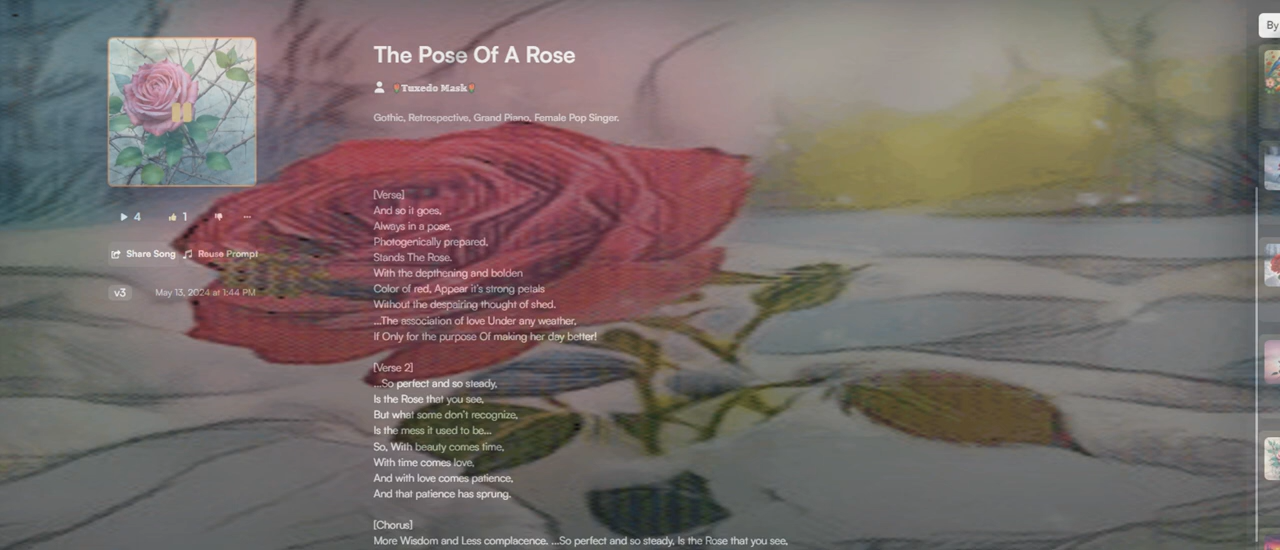 The Pose Of A Rose
🌹Tuxedo Mask🌹
Gothic, Retrospective, Grand Piano, Female Pop Singer.
4 1 ...
Share Song Reuse Prompt
v3 May 13, 2024 at 1:44 PM
[Verse]
And so it goes,
Always in a pose,
Photogenically prepared,
Stands The Rose.
With the depthening and bolden
Color of red, Appear it's strong petals
Without the despairing thought of shed.
...The association of love Under any weather,
If Only for the purpose Of making her day better!
[Verse 2]
...So perfect and so steady,
Is the Rose that you see,
But what some don't recognize,
Is the mess it used to be...
So, With beauty comes time,
With time comes love,
And with love comes patience,
And that patience has sprung.
[Chorus]
More Wisdom and Less complacence. ...So perfect and so steady, Is the Rose that you see,
By